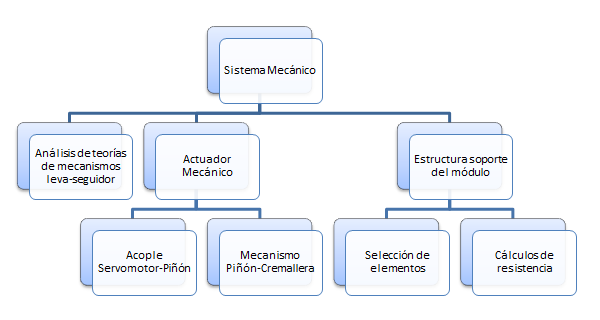 Sistema Mecánico
Análisis de teorías
de mecanismos
leva-seguidor
Actuador
Mecánico
Estructura soporte
del módulo
Acople
Servomotor-Piñón
Mecanismo
Piñón-Cremallera
Selección de
elementos
Cálculos de
resistencia